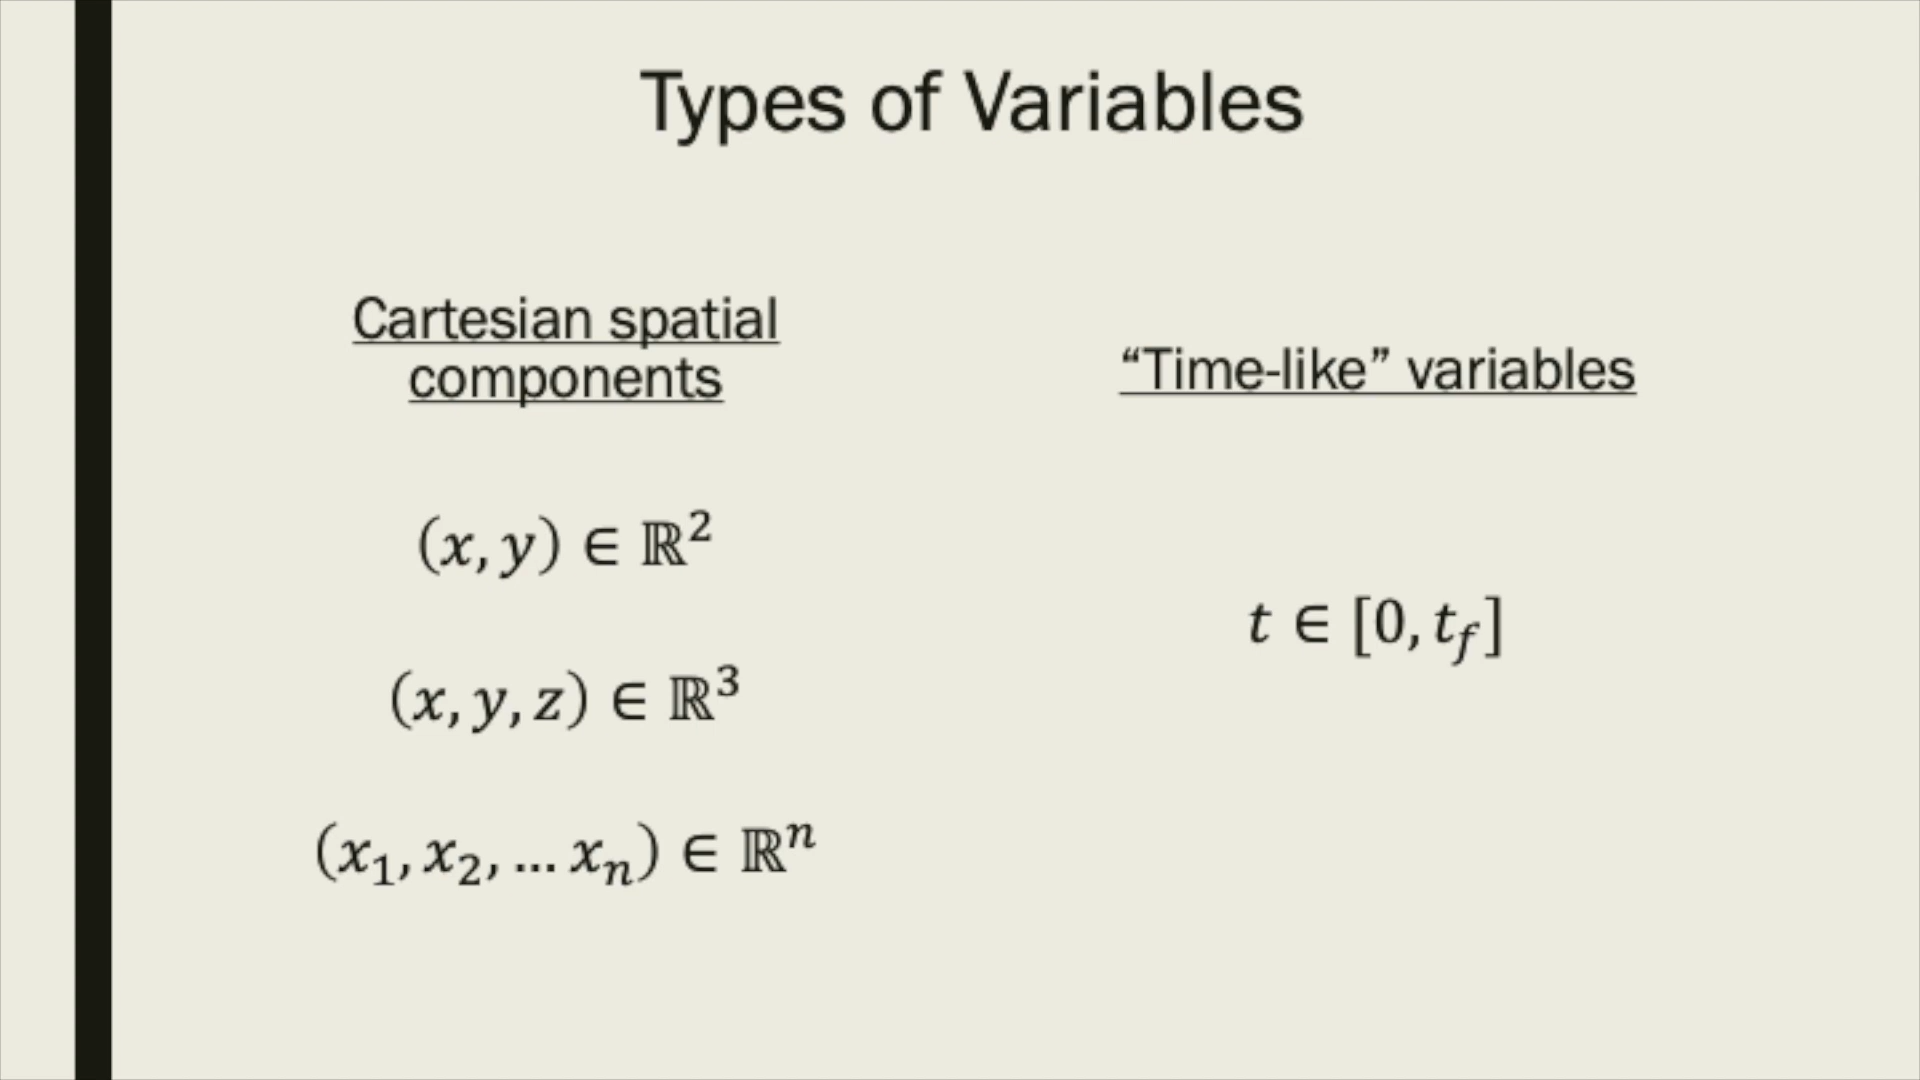 Types of Variables
Cartesian spatial
components
(x, y) ∈ ℝ²
(x, y, z) ∈ ℝ³
(x₁, x₂, … xₙ) ∈ ℝⁿ
“Time-like” variables
t ∈ [0, t_f]